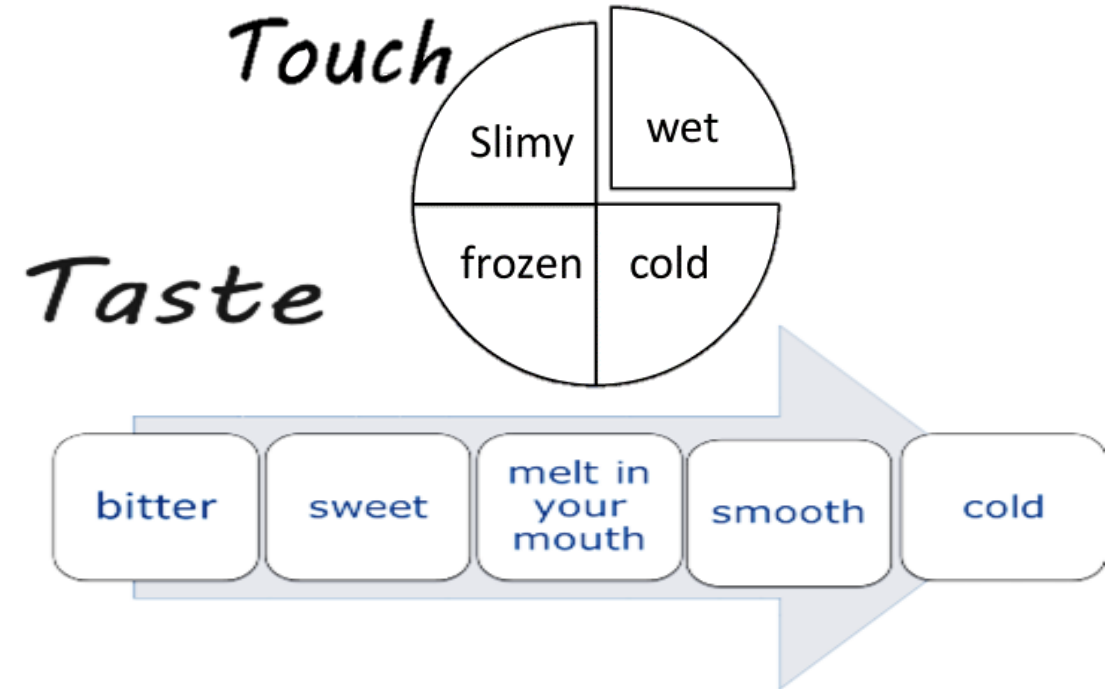 Touch
Slimy
wet
frozen
cold
Taste
bitter
sweet
melt in
your
mouth
smooth
cold